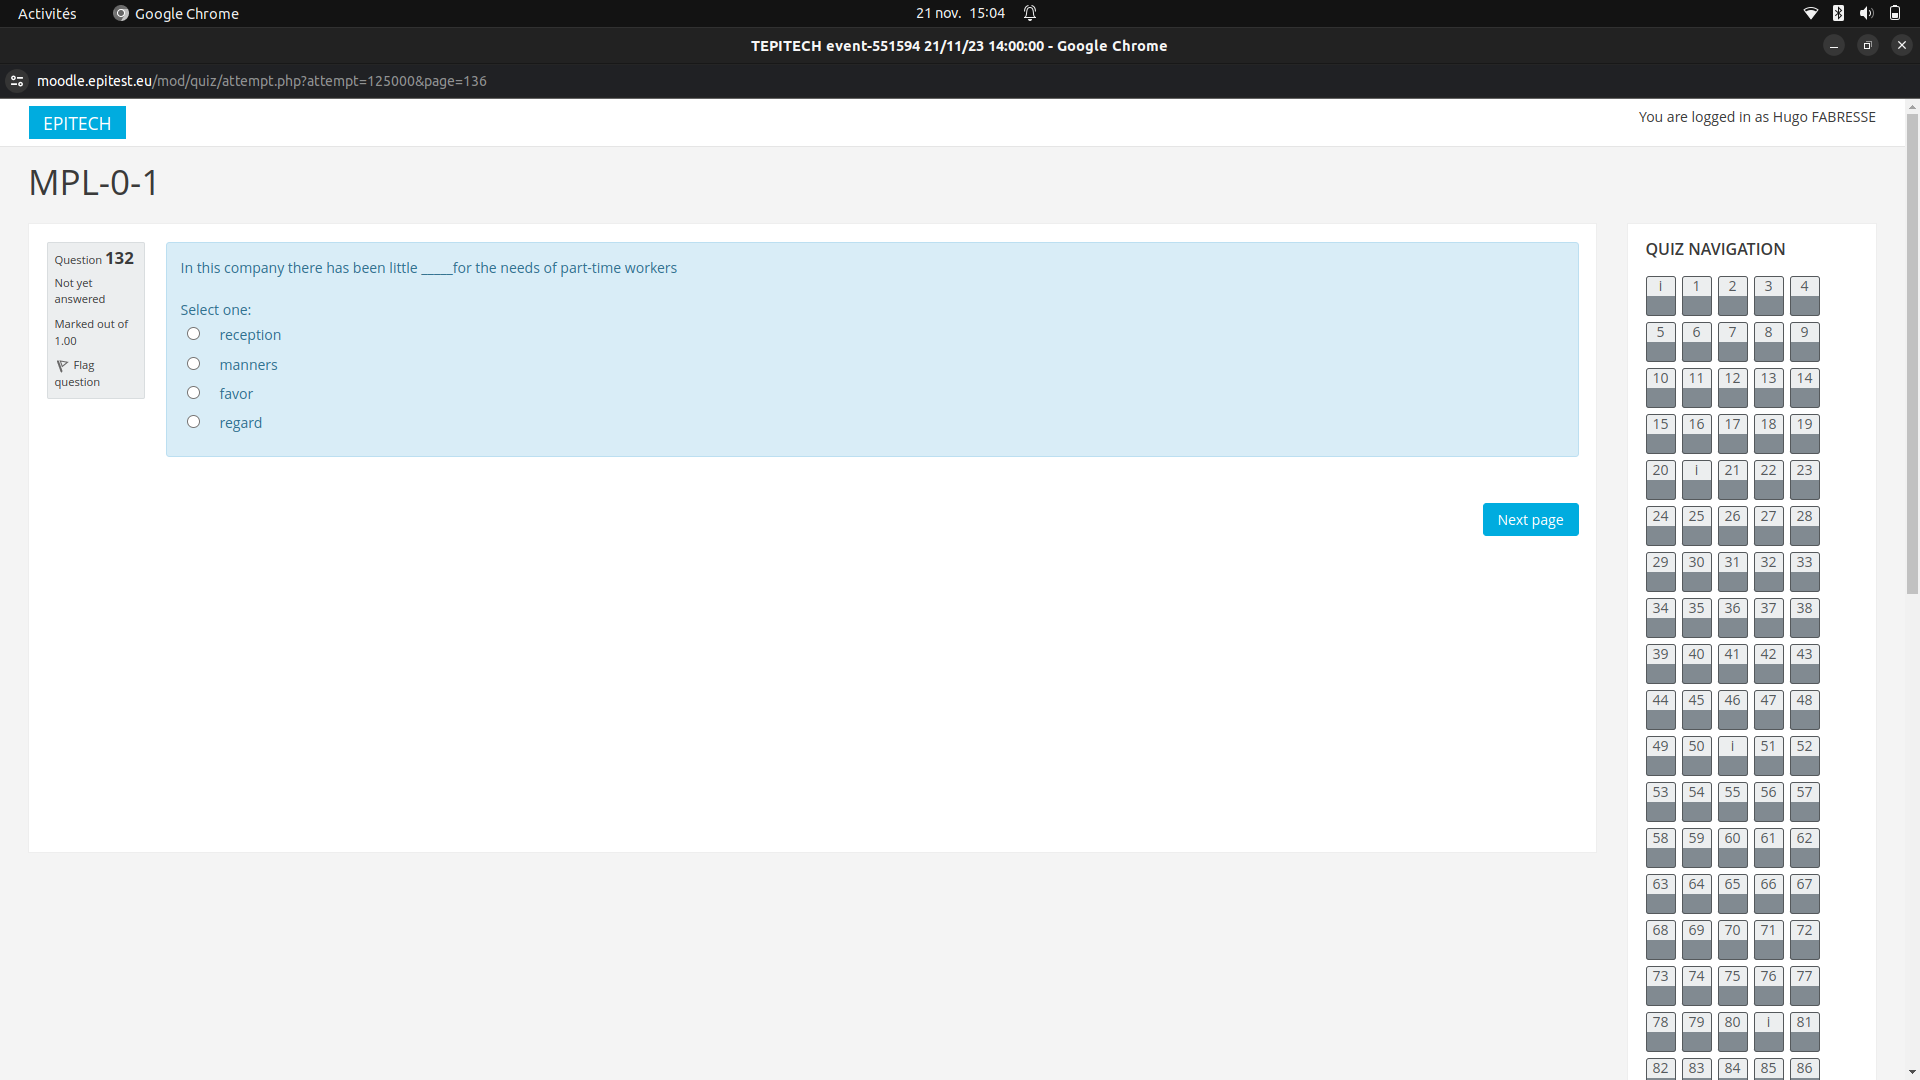 Activités
Google Chrome
21 nov. 15:04
TEPITECH event-551594 21/11/23 14:00:00 - Google Chrome
moodle.epitest.eu/mod/quiz/attempt.php?attempt=125000&page=136
EPITECH
You are logged in as Hugo FABRESSE
MPL-0-1
Question 132
Not yet
answered
Marked out of
1.00
Flag
question
In this company there has been little _____for the needs of part-time workers
Select one:
reception
manners
favor
regard
Next page
QUIZ NAVIGATION
i 1 2 3 4
5 6 7 8 9
10 11 12 13 14
15 16 17 18 19
20 i 21 22 23
24 25 26 27 28
29 30 31 32 33
34 35 36 37 38
39 40 41 42 43
44 45 46 47 48
49 50 i 51 52
53 54 55 56 57
58 59 60 61 62
63 64 65 66 67
68 69 70 71 72
73 74 75 76 77
78 79 80 i 81
82 83 84 85 86